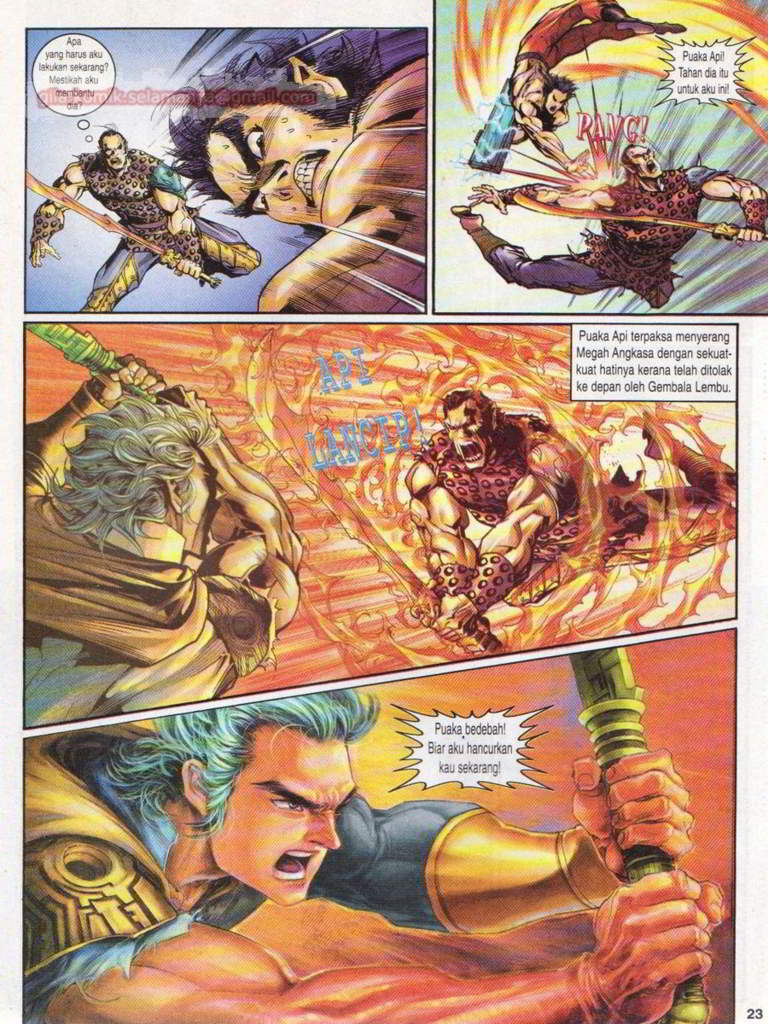 Apa
yang harus aku
lakukan sekarang?
Mestikah aku
membantu
dia?
Puaka Api!
Tahan dia itu
untuk aku ini!
PANG!
Puaka Api terpaksa menyerang
Megah Angkasa dengan sekuat-
kuat hatinya kerana telah ditolak
ke depan oleh Gembala Lembu.
API
LANCIP!
Puaka bedebah!
Biar aku hancurkan
kau sekarang!
23